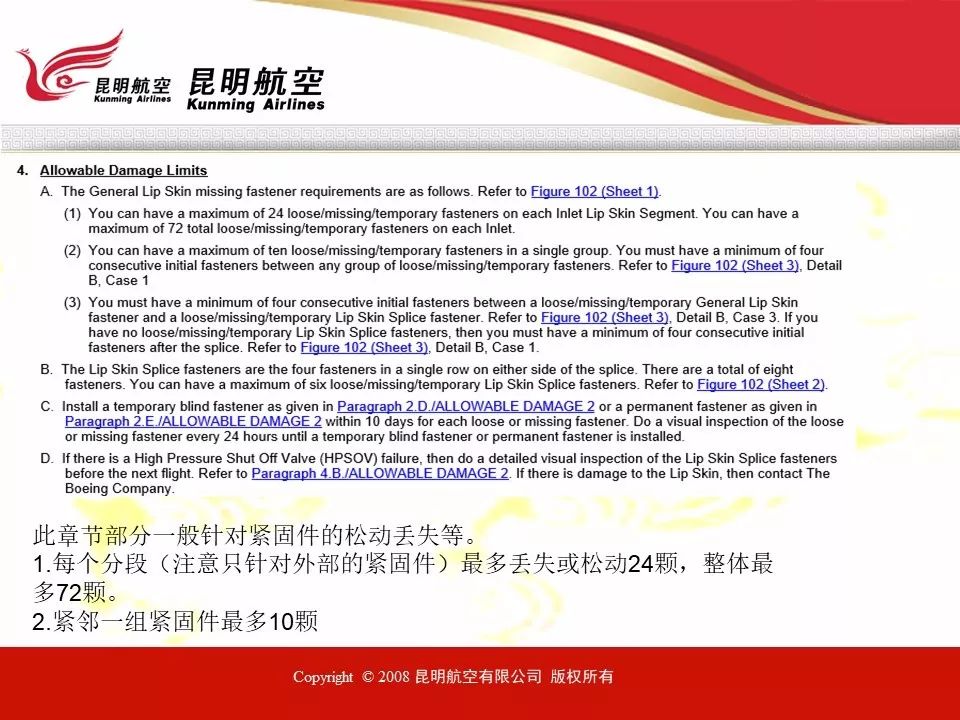 昆明航空
Kunming Airlines
昆明航空
Kunming Airlines
4. Allowable Damage Limits
A. The General Lip Skin missing fastener requirements are as follows. Refer to Figure 102 (Sheet 1).
(1) You can have a maximum of 24 loose/missing/temporary fasteners on each Inlet Lip Skin Segment. You can have a
maximum of 72 total loose/missing/temporary fasteners on each Inlet.
(2) You can have a maximum of ten loose/missing/temporary fasteners in a single group. You must have a minimum of four
consecutive initial fasteners between any group of loose/missing/temporary fasteners. Refer to Figure 102 (Sheet 3), Detail
B, Case 1
(3) You must have a minimum of four consecutive initial fasteners between a loose/missing/temporary General Lip Skin
fastener and a loose/missing/temporary Lip Skin Splice fastener. Refer to Figure 102 (Sheet 3), Detail B, Case 3. If you
have no loose/missing/temporary Lip Skin Splice fasteners, then you must have a minimum of four consecutive initial
fasteners after the splice. Refer to Figure 102 (Sheet 3), Detail B, Case 1.
B. The Lip Skin Splice fasteners are the four fasteners in a single row on either side of the splice. There are a total of eight
fasteners. You can have a maximum of six loose/missing/temporary Lip Skin Splice fasteners. Refer to Figure 102 (Sheet 2).
C. Install a temporary blind fastener as given in Paragraph 2.D./ALLOWABLE DAMAGE 2 or a permanent fastener as given in
Paragraph 2.E./ALLOWABLE DAMAGE 2 within 10 days for each loose or missing fastener. Do a visual inspection of the loose
or missing fastener every 24 hours until a temporary blind fastener or permanent fastener is installed.
D. If there is a High Pressure Shut Off Valve (HPSOV) failure, then do a detailed visual inspection of the Lip Skin Splice fasteners
before the next flight. Refer to Paragraph 4.B./ALLOWABLE DAMAGE 2. If there is damage to the Lip Skin, then contact The
Boeing Company.
此章节部分一般针对紧固件的松动丢失等。
1.每个分段（注意只针对外部的紧固件）最多丢失或松动24颗，整体最
多72颗。
2.紧邻一组紧固件最多10颗
Copyright © 2008 昆明航空有限公司 版权所有